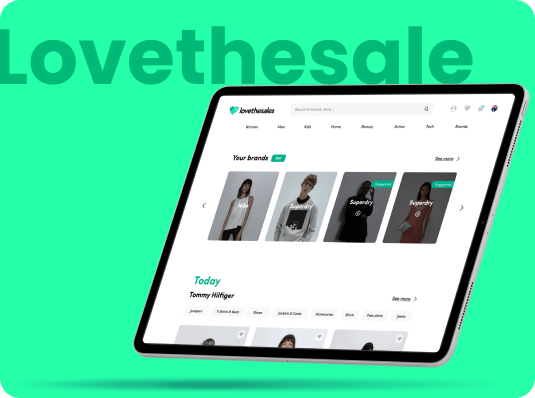 Lovethesale
lovethesales
Search for brands, items ...
Women Men Kids Home Beauty Active Tech Brands
Your brands
See more
Suggested Suggested
Nike Superdry Superdry Superdry
Today
Tommy Hilfiger
See more
Jumpers T-Shirts & Vests Shoes Jackets & Coats Accessories Shirts Polo shirts Jeans